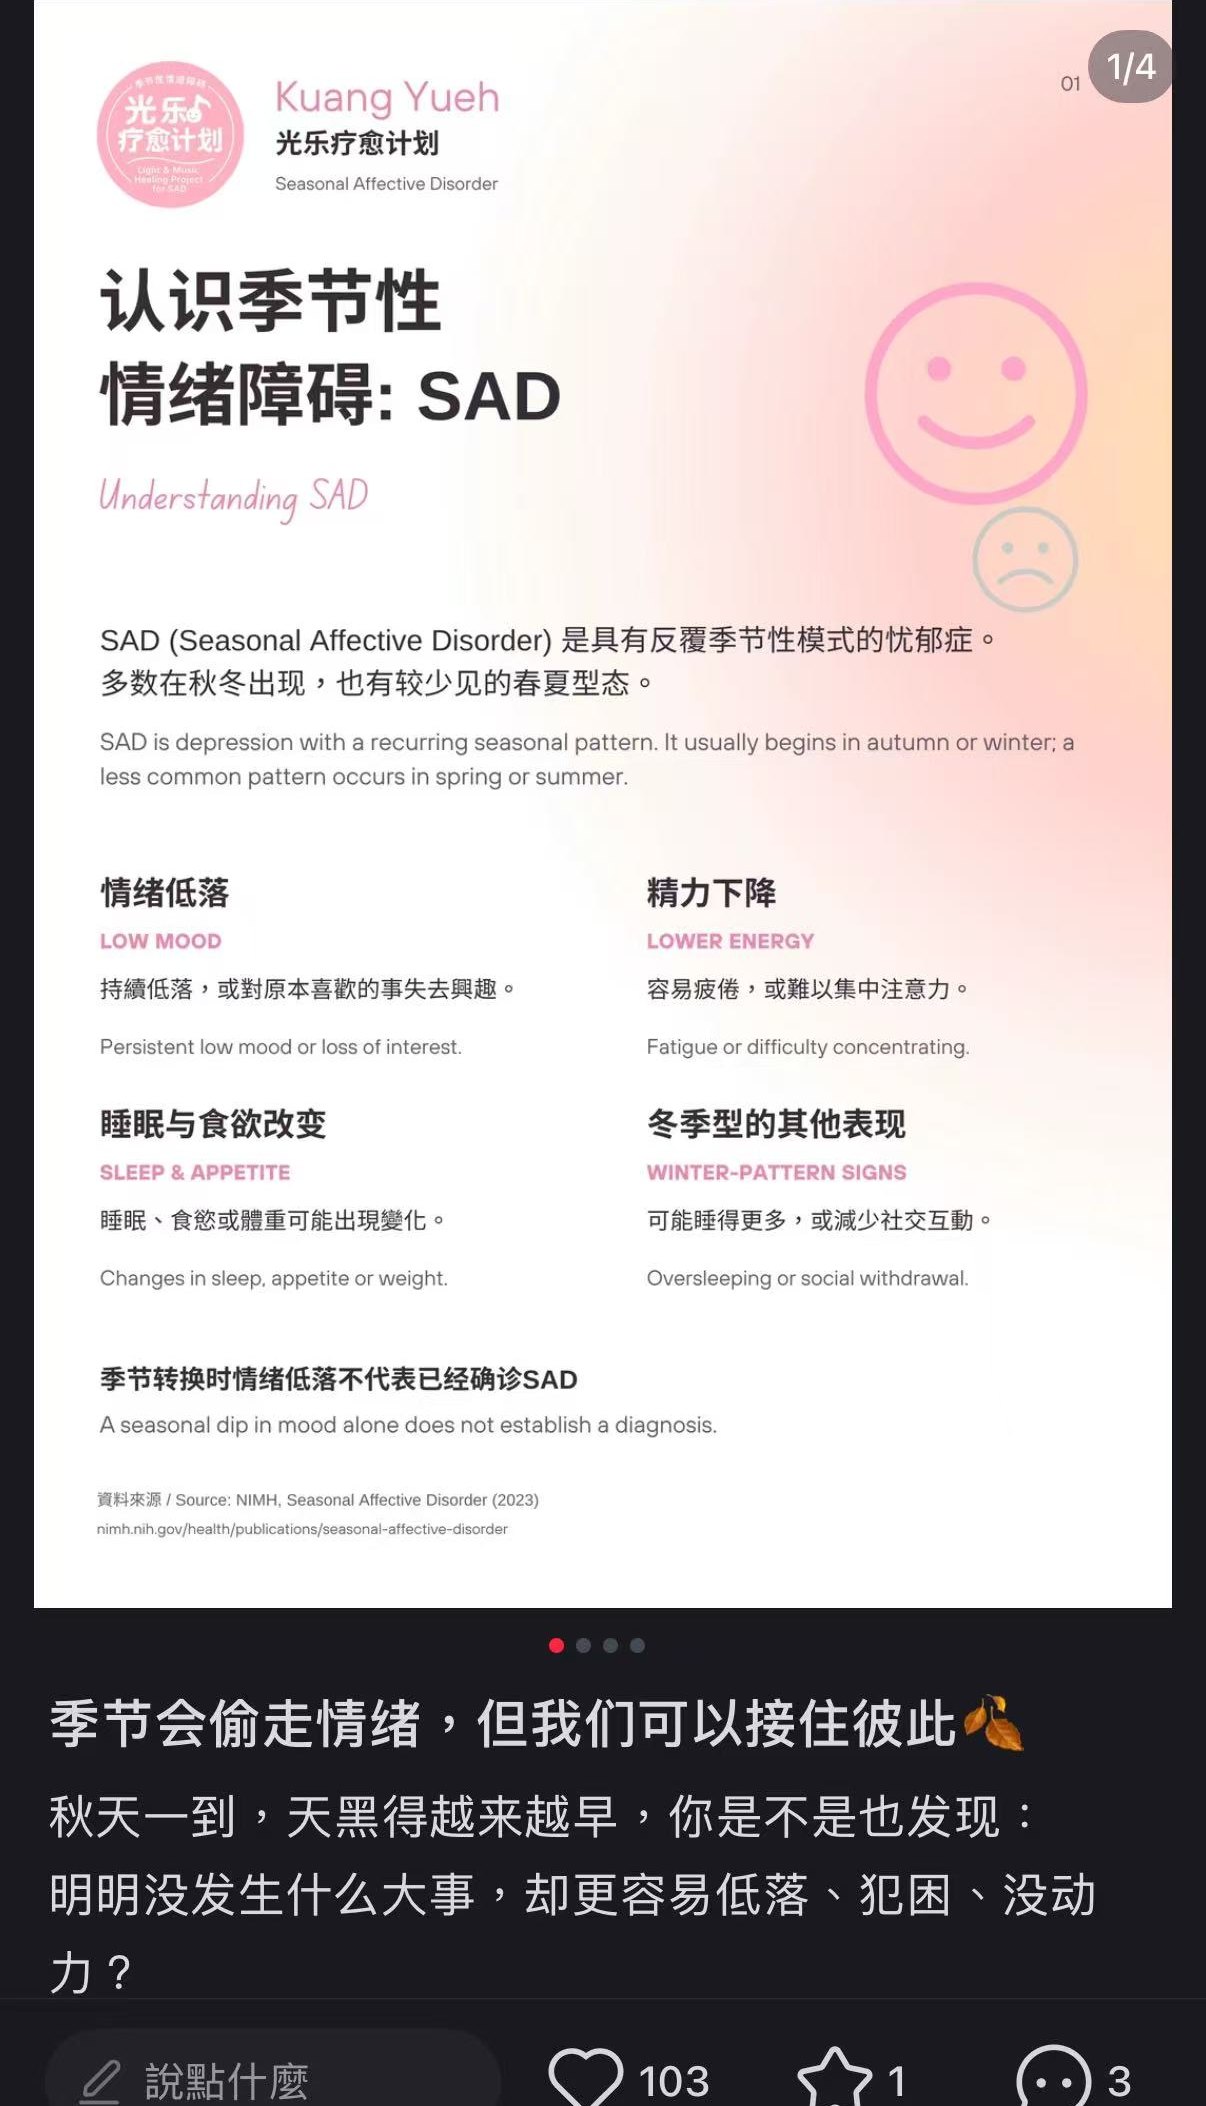 1/4
01
季节性情绪障碍
光乐
疗愈计划
Light & Music
Healing Project
for SAD
Kuang Yueh
光乐疗愈计划
Seasonal Affective Disorder
认识季节性
情绪障碍: SAD
Understanding SAD
SAD (Seasonal Affective Disorder) 是具有反覆季节性模式的忧郁症。
多数在秋冬出现，也有较少见的春夏型态。
SAD is depression with a recurring seasonal pattern. It usually begins in autumn or winter; a
less common pattern occurs in spring or summer.
情绪低落
LOW MOOD
持續低落，或對原本喜歡的事失去興趣。
Persistent low mood or loss of interest.
精力下降
LOWER ENERGY
容易疲倦，或難以集中注意力。
Fatigue or difficulty concentrating.
睡眠与食欲改变
SLEEP & APPETITE
睡眠、食慾或體重可能出現變化。
Changes in sleep, appetite or weight.
冬季型的其他表现
WINTER-PATTERN SIGNS
可能睡得更多，或減少社交互動。
Oversleeping or social withdrawal.
季节转换时情绪低落不代表已经确诊SAD
A seasonal dip in mood alone does not establish a diagnosis.
資料來源 / Source: NIMH, Seasonal Affective Disorder (2023)
nimh.nih.gov/health/publications/seasonal-affective-disorder
季节会偷走情绪，但我们可以接住彼此🍂
秋天一到，天黑得越来越早，你是不是也发现：
明明没发生什么大事，却更容易低落、犯困、没动
力？
說點什麼
103
1
3